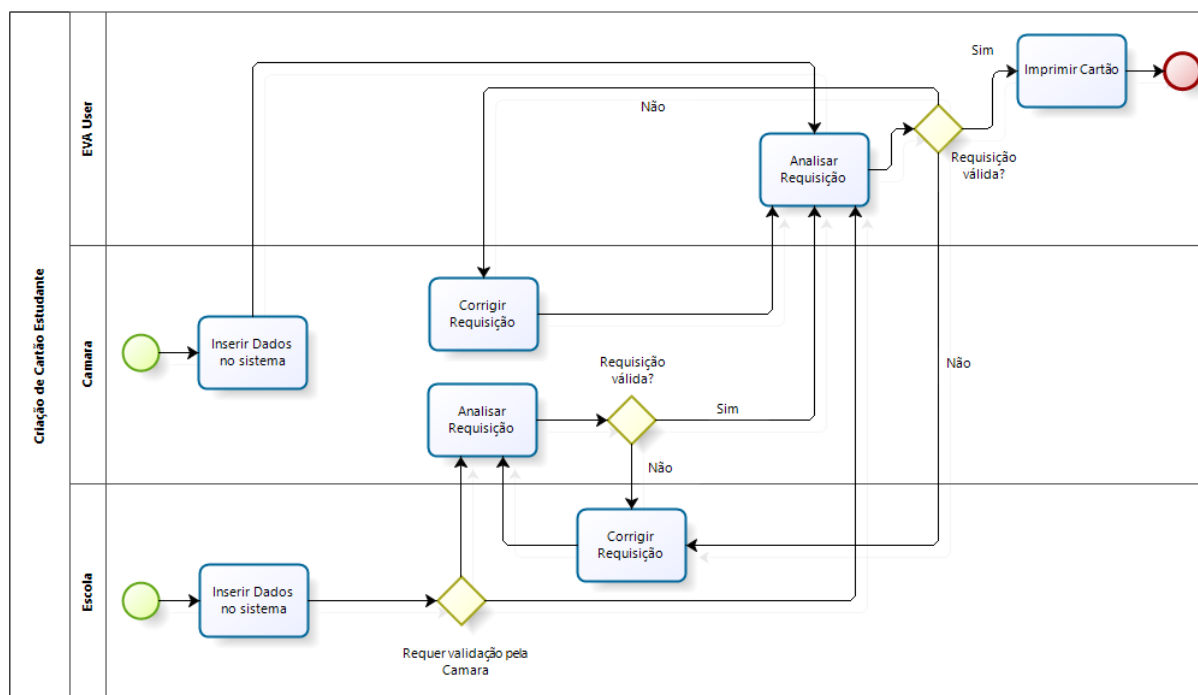 Criação de Cartão Estudante
EVA User
Sim
Imprimir Cartão
Não
Analisar
Requisição
Requisição
válida?
Camara
Corrigir
Requisição
Inserir Dados
no sistema
Requisição
válida?
Não
Analisar
Requisição
Sim
Não
Escola
Corrigir
Requisição
Inserir Dados
no sistema
Requer validação pela
Camara